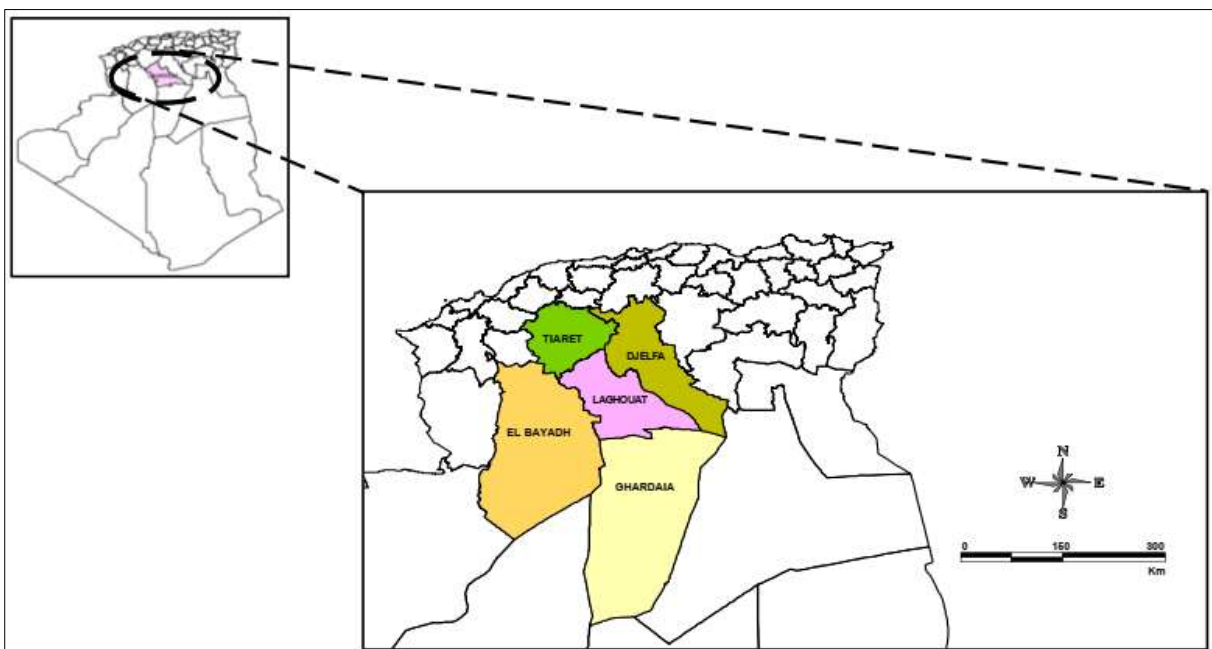 TIARET
DJELFA
LAGHOUAT
EL BAYADH
GHARDAIA
N
W E
S
0 150 300
Km